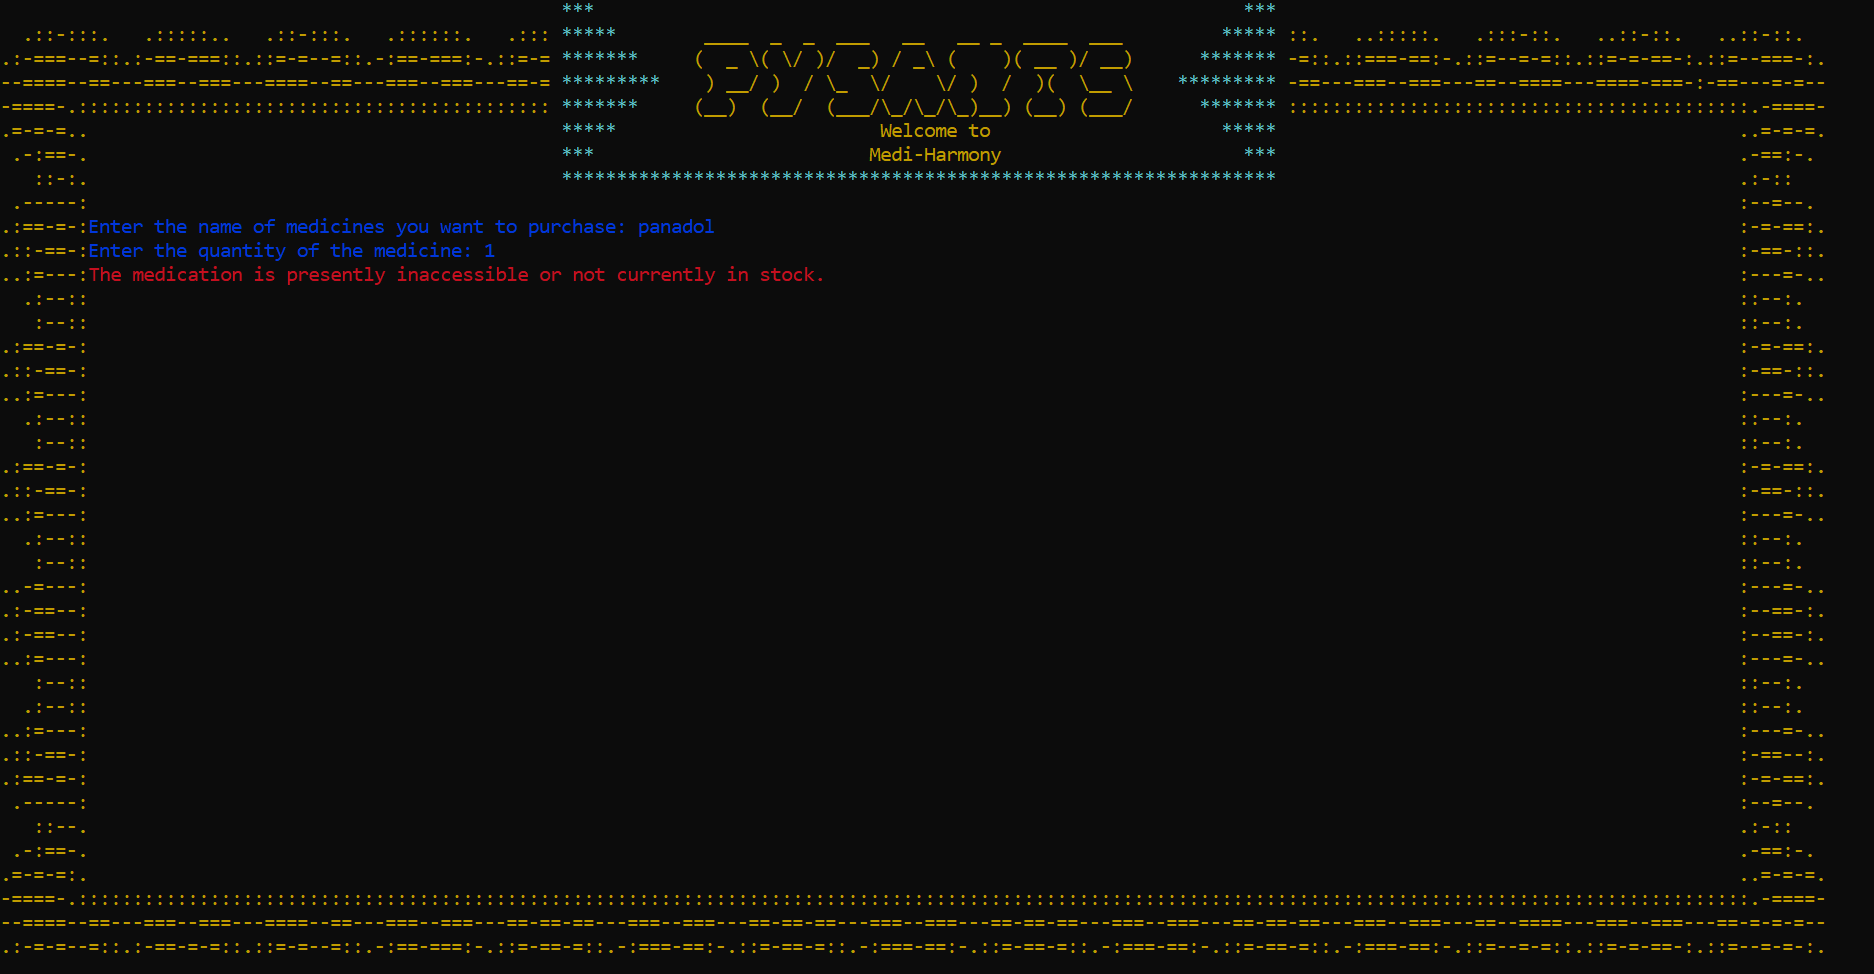 Welcome to
Medi-Harmony
Enter the name of medicines you want to purchase: panadol
Enter the quantity of the medicine: 1
The medication is presently inaccessible or not currently in stock.